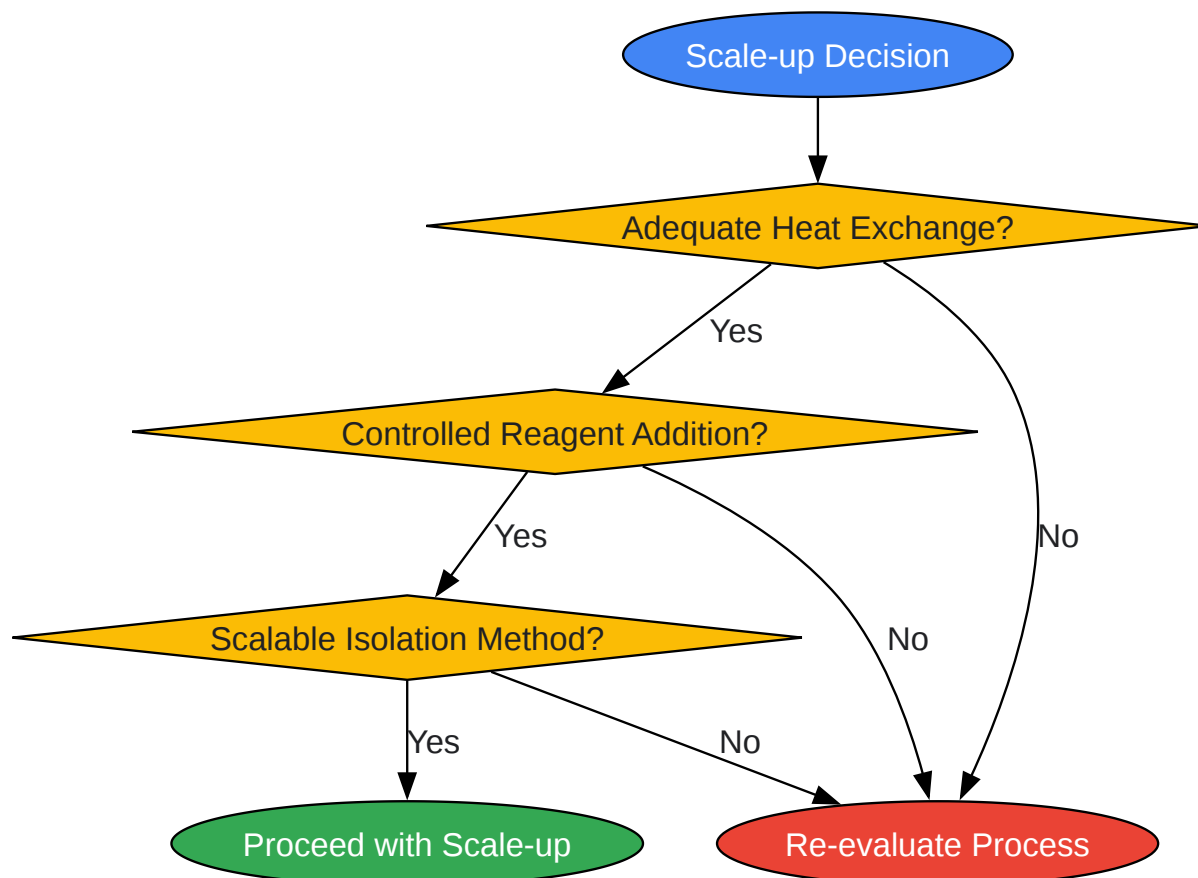 Scale-up Decision
Adequate Heat Exchange?
Yes
Controlled Reagent Addition?
Yes
No
Scalable Isolation Method?
No
Yes
No
Proceed with Scale-up
Re-evaluate Process